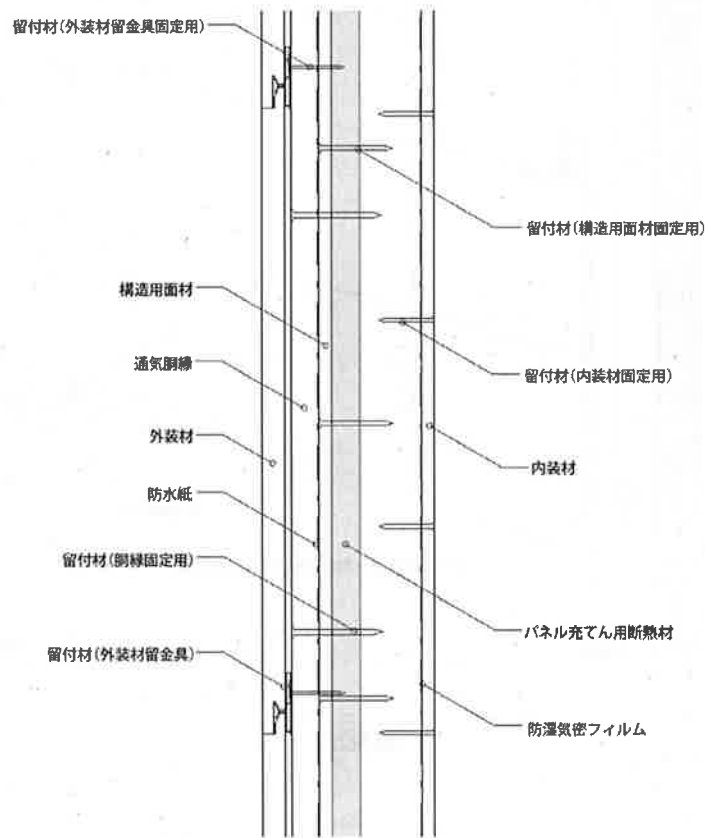 留付材(外装材留金具固定用)
留付材(構造用面材固定用)
構造用面材
通気胴縁
留付材(内装材固定用)
外装材
内装材
防水紙
留付材(胴縁固定用)
パネル充てん用断熱材
留付材(外装材留金具)
防湿気密フィルム